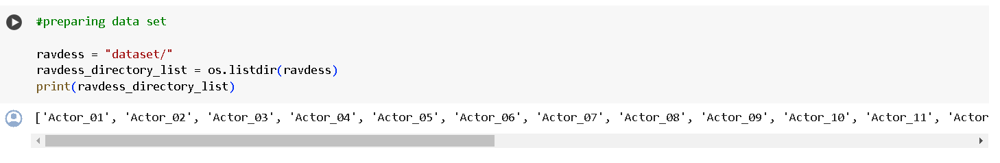 #preparing data set
ravdess = "dataset/"
ravdess_directory_list = os.listdir(ravdess)
print(ravdess_directory_list)
['Actor_01', 'Actor_02', 'Actor_03', 'Actor_04', 'Actor_05', 'Actor_06', 'Actor_07', 'Actor_08', 'Actor_09', 'Actor_10', 'Actor_11', 'Actor